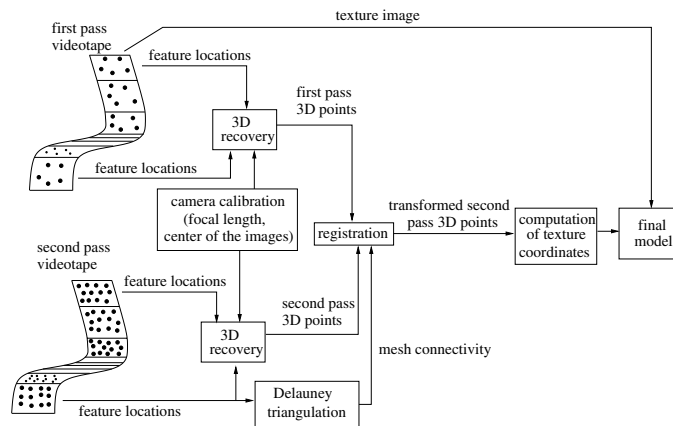 texture image
first pass
videotape
feature locations
first pass
3D points
3D
recovery
feature locations
camera calibration
(focal length,
center of the images)
registration
transformed second
pass 3D points
computation
of texture
coordinates
final
model
second pass
videotape
feature locations
second pass
3D points
3D
recovery
mesh connectivity
feature locations
Delauney
triangulation